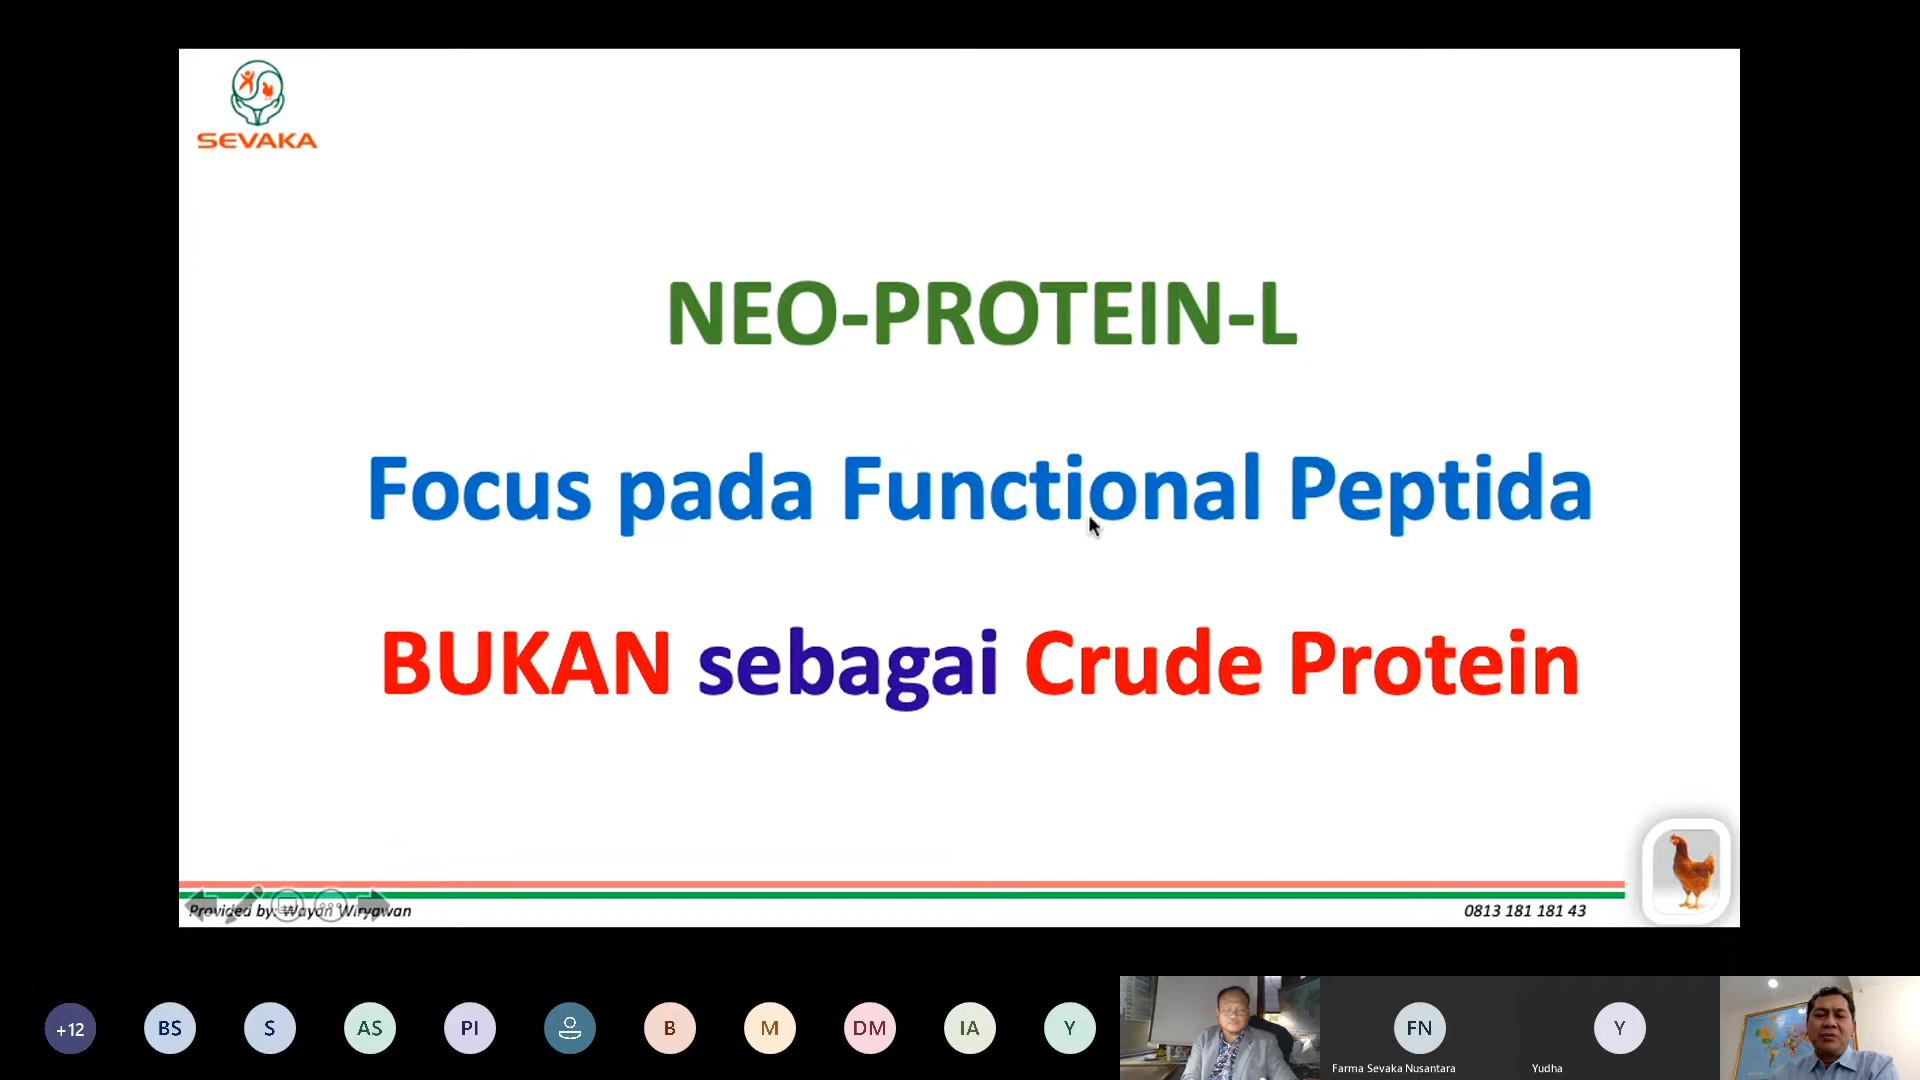 SEVAKA
NEO-PROTEIN-L
Focus pada Functional Peptida
BUKAN sebagai Crude Protein
Provided by: Wayan Wiryawan
0813 181 181 43
+12
BS
S
AS
PI
B
M
DM
IA
Y
FN
Farma Sevaka Nusantara
Y
Yudha